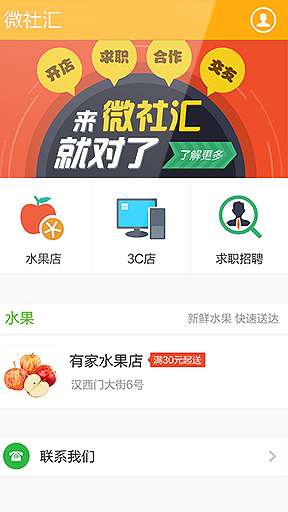 微社汇
开店
求职
合作
交友
来 微社汇
就对了
了解更多
水果店
3C店
求职招聘
水果
新鲜水果 快速送达
有家水果店
满30元起送
汉西门大街6号
联系我们